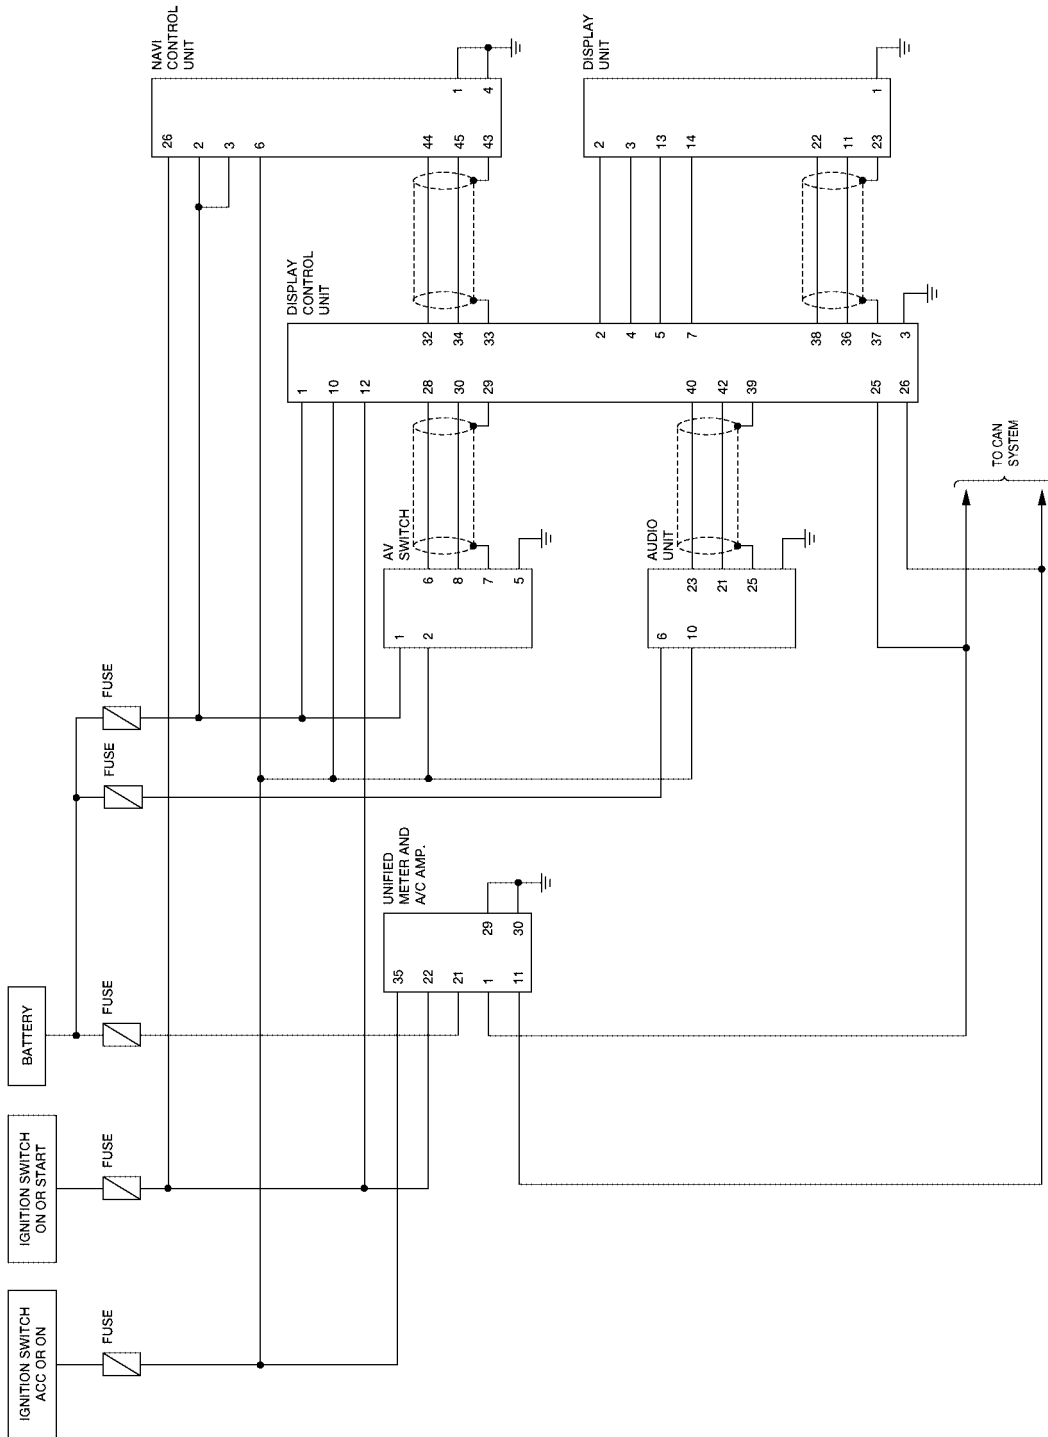 IGNITION SWITCH
ACC OR ON
IGNITION SWITCH
ON OR START
BATTERY
FUSE
FUSE
FUSE
FUSE
FUSE
NAVI
CONTROL
UNIT
26
2
3
6
44
45
43
1
4
DISPLAY
UNIT
2
3
13
14
22
11
23
1
DISPLAY
CONTROL
UNIT
32
34
33
2
4
5
7
38
36
37
3
1
10
12
28
30
29
40
42
39
25
26
AV
SWITCH
6
8
7
5
1
2
AUDIO
UNIT
23
21
25
6
10
UNIFIED
METER AND
A/C AMP.
29
30
35
22
21
1
11
TO CAN
SYSTEM